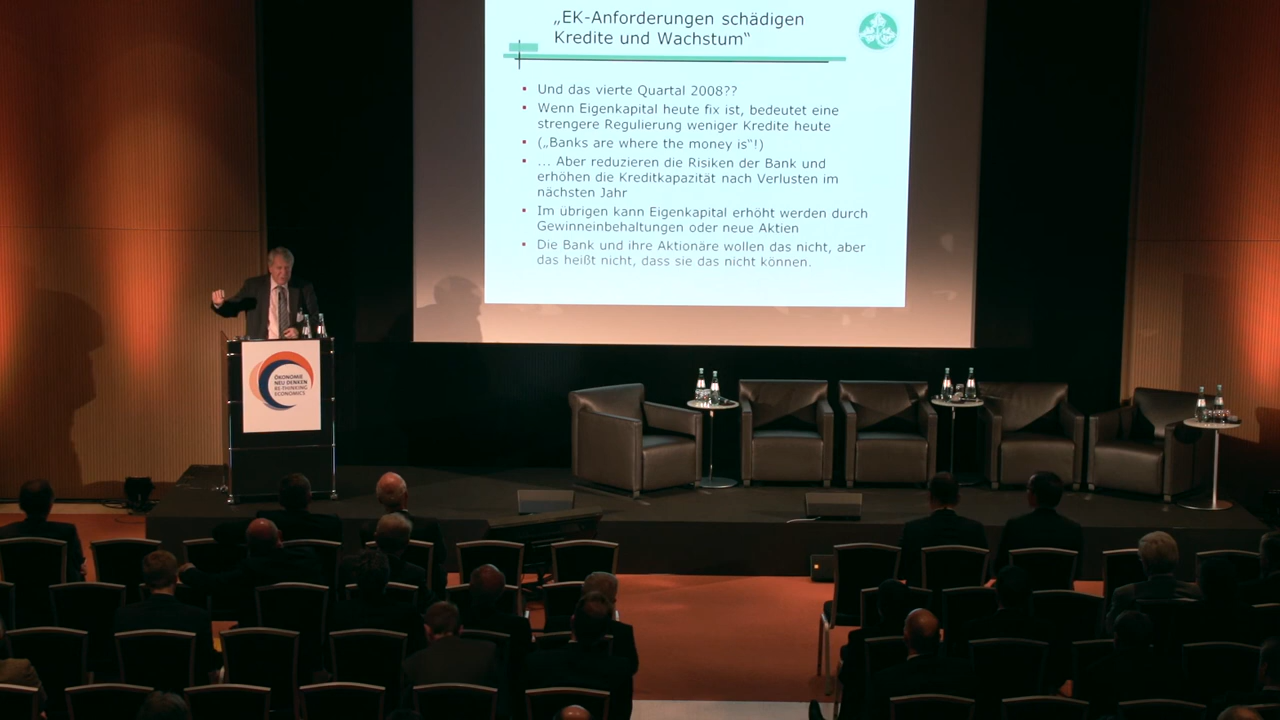 „EK-Anforderungen schädigen
Kredite und Wachstum“
Und das vierte Quartal 2008??
Wenn Eigenkapital heute fix ist, bedeutet eine
strengere Regulierung weniger Kredite heute
(„Banks are where the money is“!)
... Aber reduzieren die Risiken der Bank und
erhöhen die Kreditkapazität nach Verlusten im
nächsten Jahr
Im übrigen kann Eigenkapital erhöht werden durch
Gewinneinbehaltungen oder neue Aktien
Die Bank und ihre Aktionäre wollen das nicht, aber
das heißt nicht, dass sie das nicht können.
ÖKONOMIE
NEU DENKEN
RE-THINKING
ECONOMICS